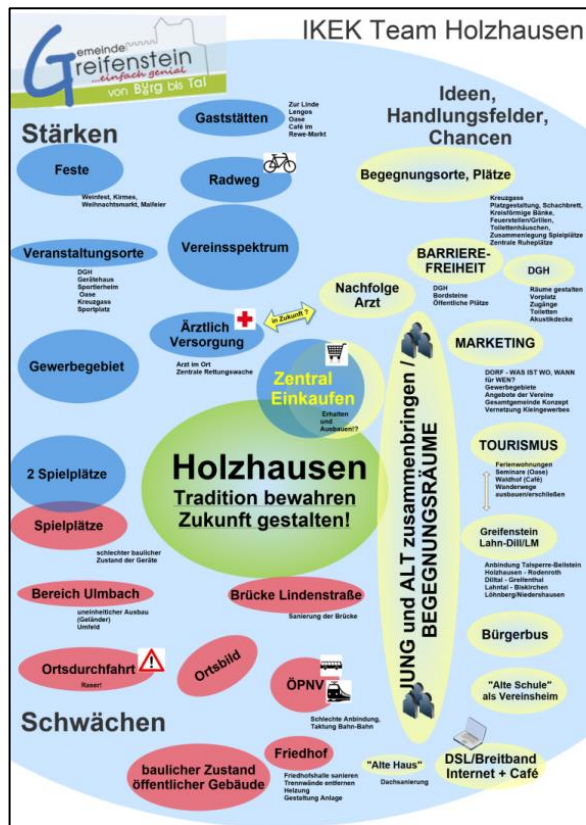 Gemeinde
Greifenstein
...einfach genial
von Burg bis Tal
IKEK Team Holzhausen
Stärken
Gaststätten
Zur Linde
Lengos
Oase
Café im
Rewe-Markt
Feste
Weinfest, Kirmes,
Weihnachtsmarkt, Maifeier
Radweg
Veranstaltungsorte
DGH
Gerätehaus
Sportlerheim
Oase
Kreuzgass
Sportplatz
Vereinsspektrum
Gewerbegebiet
Ärztlich
Versorgung
Arzt im Ort
Zentrale Rettungswache
in Zukunft ?
Zentral
Einkaufen
Erhalten
und
Ausbauen!?
2 Spielplätze
Holzhausen
Tradition bewahren
Zukunft gestalten!
Ideen,
Handlungsfelder,
Chancen
Begegnungsorte, Plätze
Kreuzgass
Platzgestaltung, Schachbrett,
Kreisförmige Bänke,
Feuerstellen/Grillen,
Toilettenhäuschen,
Zusammenlegung Spielplätze
Zentrale Ruheplätze
BARRIERE-
FREIHEIT
DGH
Bordsteine
Öffentliche Plätze
DGH
Räume gestalten
Vorplatz
Zugänge
Toiletten
Akustikdecke
Nachfolge
Arzt
JUNG und ALT zusammenbringen /
BEGEGNUNGSRÄUME
MARKETING
DORF - WAS IST WO, WANN
für WEN?
Gewerbegebiete
Angebote der Vereine
Gesamtgemeinde Konzept
Vernetzung Kleingewerbes
TOURISMUS
Ferienwohnungen
Seminare (Oase)
Waldhof (Café)
Wanderwege
ausbauen/erschließen
Greifenstein
Lahn-Dill/LM
Anbindung Talsperre-Beilstein
Holzhausen - Rodenroth
Dilltal - Greifenthal
Lahntal - Biskirchen
Löhnberg/Niedershausen
Bürgerbus
"Alte Schule"
als Vereinsheim
DSL/Breitband
Internet + Café
"Alte Haus"
Dachsanierung
Spielplätze
schlechter baulicher
Zustand der Geräte
Bereich Ulmbach
uneinheitlicher Ausbau
(Geländer)
Umfeld
Brücke Lindenstraße
Sanierung der Brücke
Ortsdurchfahrt
Raser!
Ortsbild
ÖPNV
Schlechte Anbindung,
Taktung Bahn-Bahn
Schwächen
baulicher Zustand
öffentlicher Gebäude
Friedhof
Friedhofshalle sanieren
Trennwände entfernen
Heizung
Gestaltung Anlage